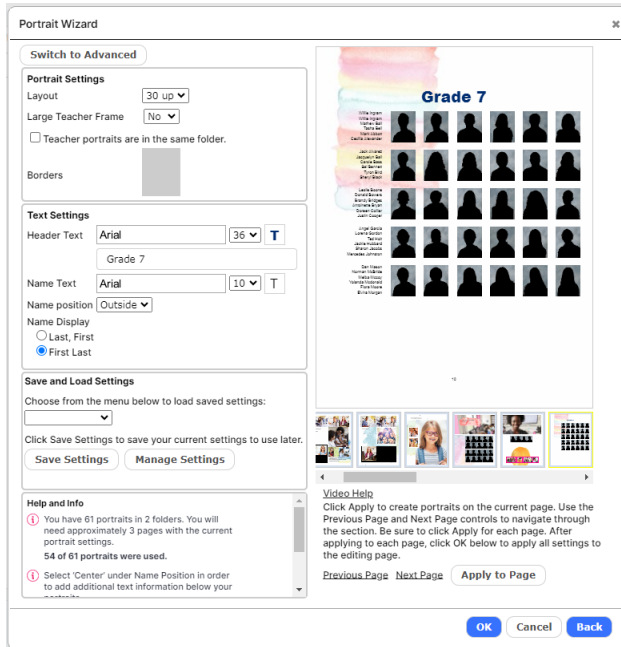 Portrait Wizard
Switch to Advanced
Portrait Settings
Layout
30 up
Large Teacher Frame
No
Teacher portraits are in the same folder.
Borders
Text Settings
Header Text
Arial
36
T
Grade 7
Name Text
Arial
10
T
Name position
Outside
Name Display
Last, First
First Last
Save and Load Settings
Choose from the menu below to load saved settings:
Click Save Settings to save your current settings to use later.
Save Settings
Manage Settings
Help and Info
You have 61 portraits in 2 folders. You will
need approximately 3 pages with the current
portrait settings.
54 of 61 portraits were used.
Select 'Center' under Name Position in order
to add additional text information below your
Grade 7
Video Help
Click Apply to create portraits on the current page. Use the
Previous Page and Next Page controls to navigate through
the section. Be sure to click Apply for each page. After
applying to each page, click OK below to apply all settings to
the editing page.
Previous Page
Next Page
Apply to Page
OK
Cancel
Back